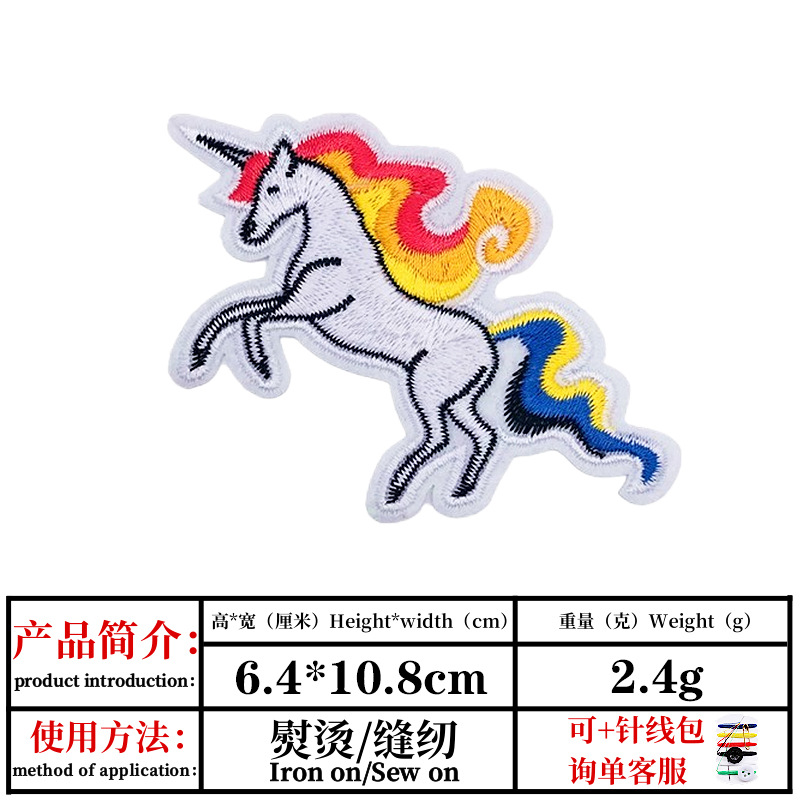 产品简介：
product introduction：
高*宽（厘米）Height*width（cm）
重量（克）Weight（g）
6.4*10.8cm
2.4g
使用方法：
method of application：
熨烫/缝纫
Iron on/Sew on
可+针线包
询单客服